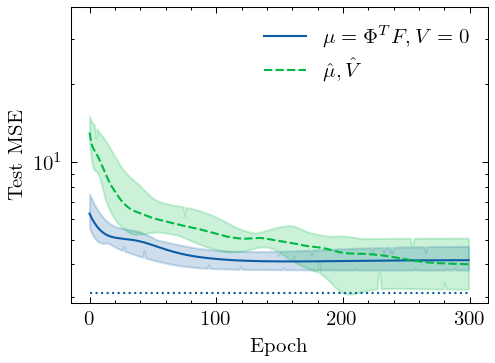 μ = Φ^T F, V = 0
μ̂, V̂
Test MSE
10^1
0 100 200 300
Epoch